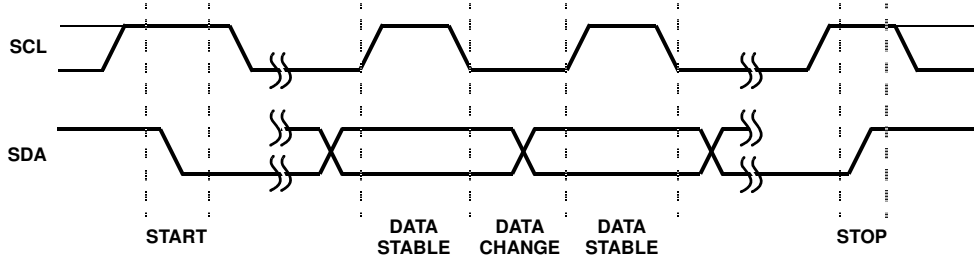 SCL
SDA
START
DATA
STABLE
DATA
CHANGE
DATA
STABLE
STOP